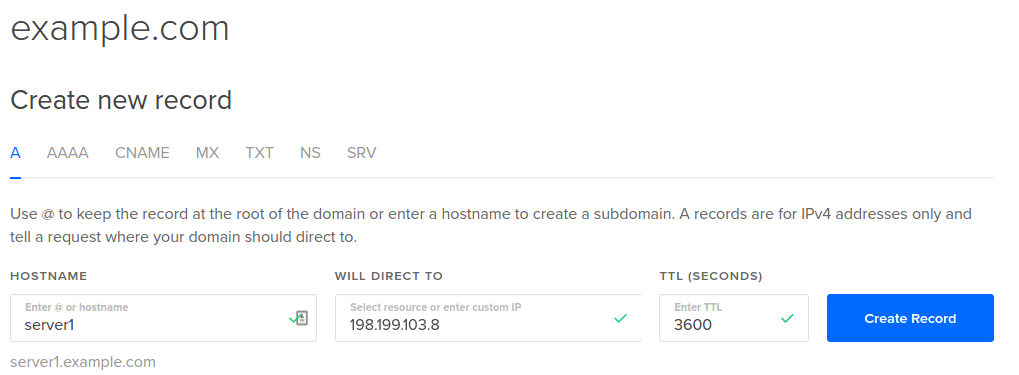 example.com
Create new record
A AAAA CNAME MX TXT NS SRV
Use @ to keep the record at the root of the domain or enter a hostname to create a subdomain. A records are for IPv4 addresses only and
tell a request where your domain should direct to.
HOSTNAME WILL DIRECT TO TTL (SECONDS)
Enter @ or hostname Select resource or enter custom IP Enter TTL
server1 198.199.103.8 3600 Create Record
server1.example.com